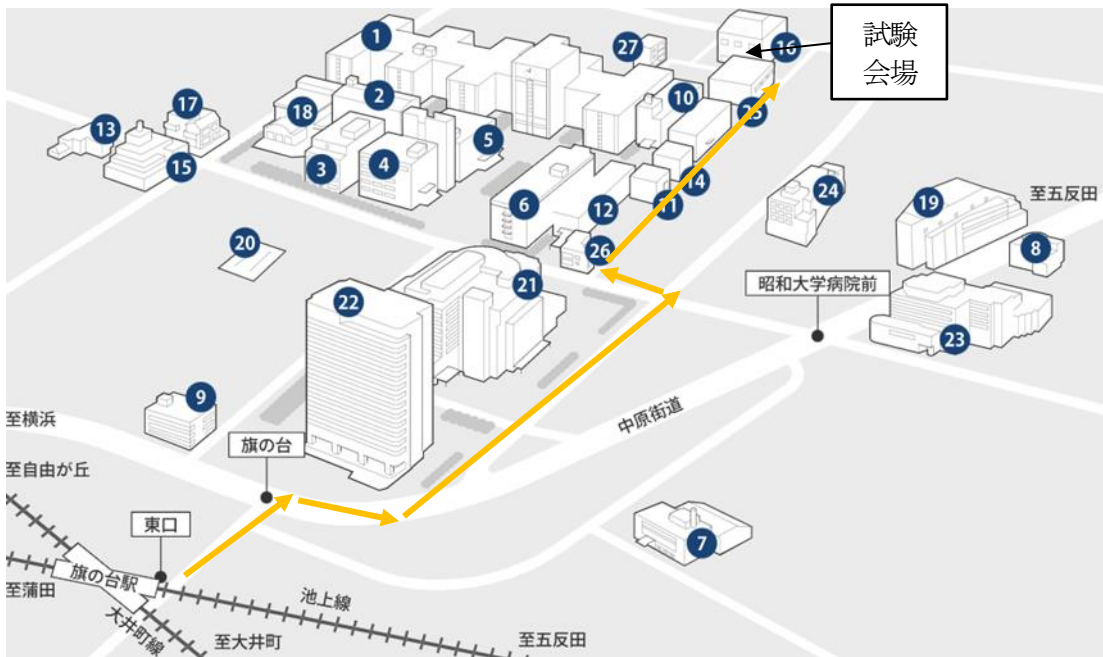 試験
会場
1
27
16
2
10
17
18
25
13
5
15
3
4
14
24
19
至五反田
6
12
11
20
26
8
21
昭和大学病院前
22
23
9
中原街道
至横浜
旗の台
至自由が丘
東口
7
旗の台駅
至蒲田
池上線
大井町線
至大井町
至五反田